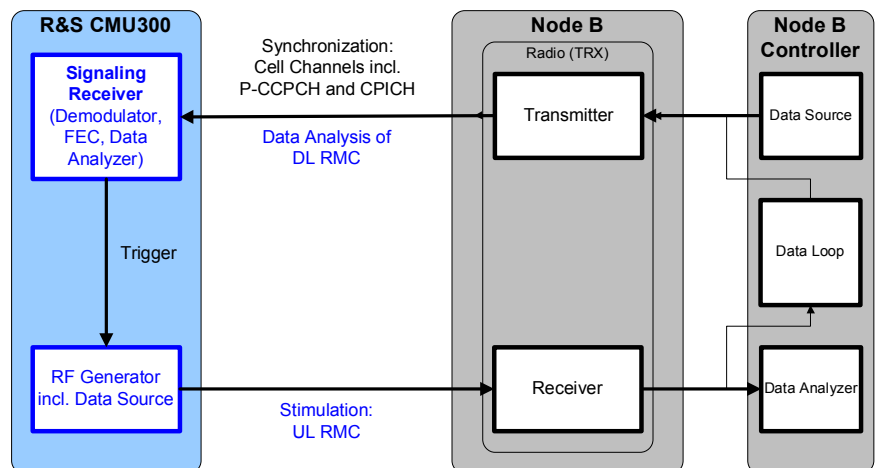 R&S CMU300
Signaling
Receiver
(Demodulator,
FEC, Data
Analyzer)
Trigger
RF Generator
incl. Data Source
Synchronization:
Cell Channels incl.
P-CCPCH and CPICH
Data Analysis of
DL RMC
Stimulation:
UL RMC
Node B
Radio (TRX)
Transmitter
Receiver
Node B
Controller
Data Source
Data Loop
Data Analyzer